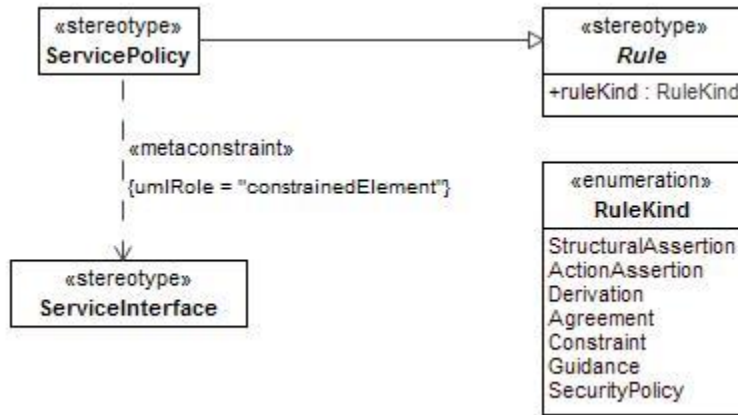 «stereotype»
ServicePolicy
«stereotype»
Rule
+ruleKind : RuleKind
«metaconstraint»
{umlRole = "constrainedElement"}
«stereotype»
ServiceInterface
«enumeration»
RuleKind
StructuralAssertion
ActionAssertion
Derivation
Agreement
Constraint
Guidance
SecurityPolicy